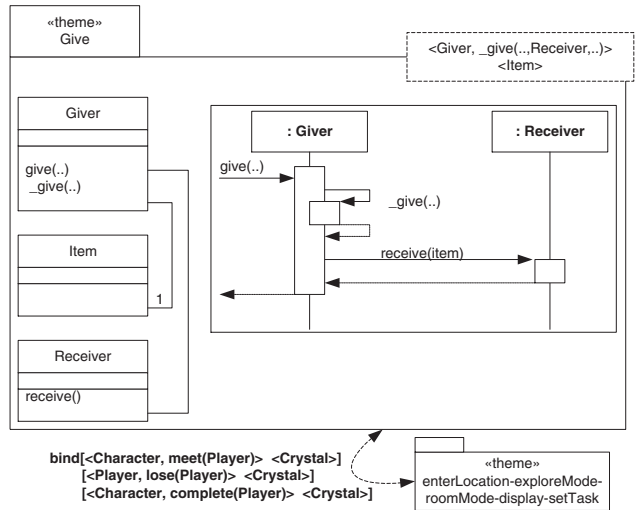 «theme»
Give
<Giver, _give(..,Receiver,..)>
<Item>
Giver
give(..)
_give(..)
Item
1
Receiver
receive()
: Giver
: Receiver
give(..)
_give(..)
receive(item)
bind[<Character, meet(Player)> <Crystal>]
[<Player, lose(Player)> <Crystal>]
[<Character, complete(Player)> <Crystal>]
«theme»
enterLocation-exploreMode-
roomMode-display-setTask